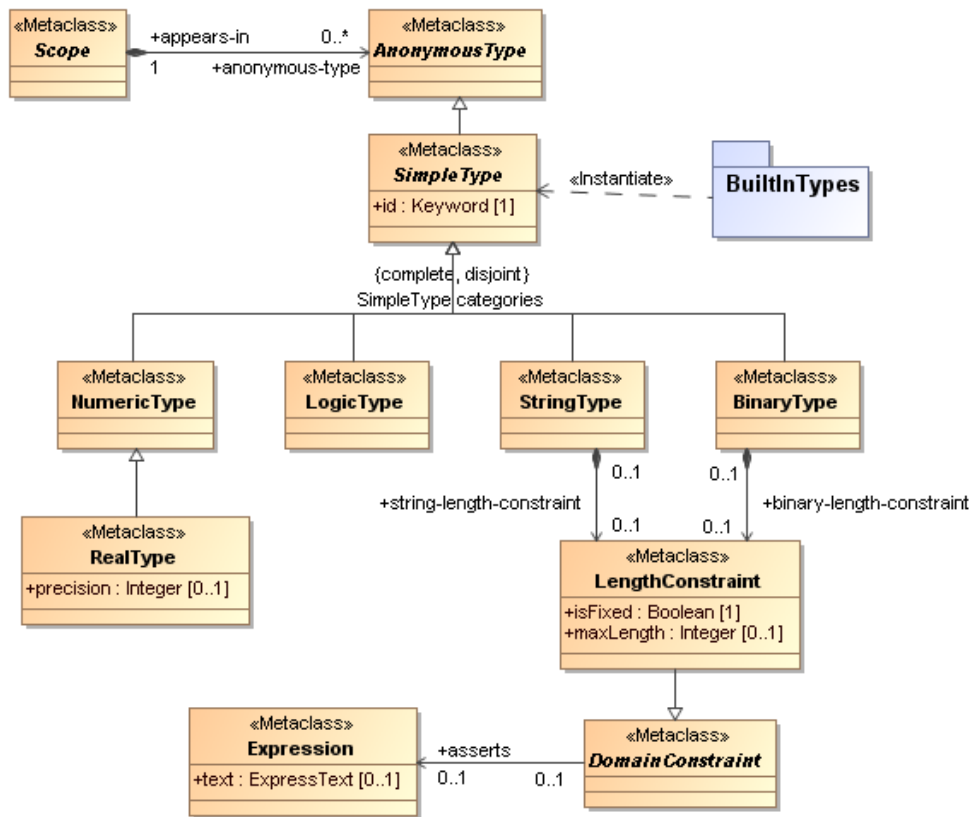 «Metaclass»
Scope
+appears-in
0..*
1
+anonymous-type
«Metaclass»
AnonymousType
«Metaclass»
SimpleType
+id : Keyword [1]
«Instantiate»
BuiltInTypes
{complete, disjoint}
SimpleType categories
«Metaclass»
NumericType
«Metaclass»
LogicType
«Metaclass»
StringType
«Metaclass»
BinaryType
0..1
0..1
+string-length-constraint
+binary-length-constraint
0..1
0..1
«Metaclass»
RealType
+precision : Integer [0..1]
«Metaclass»
LengthConstraint
+isFixed : Boolean [1]
+maxLength : Integer [0..1]
«Metaclass»
Expression
+text : ExpressText [0..1]
+asserts
0..1
0..1
«Metaclass»
DomainConstraint